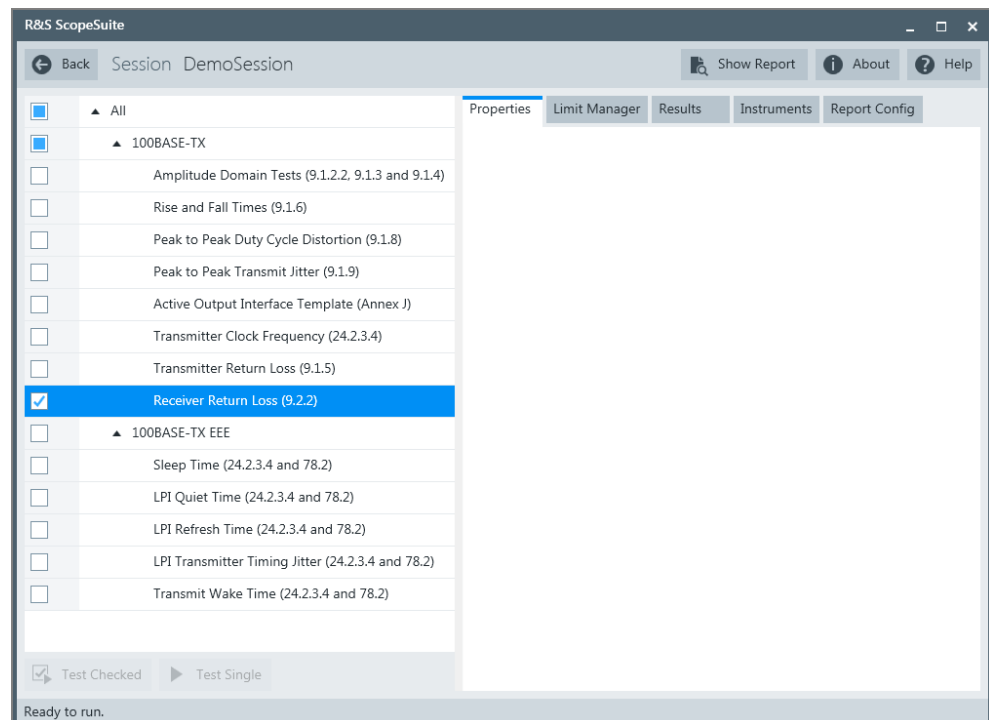 R&S ScopeSuite
Back Session DemoSession Show Report About Help
All
100BASE-TX
Amplitude Domain Tests (9.1.2.2, 9.1.3 and 9.1.4)
Rise and Fall Times (9.1.6)
Peak to Peak Duty Cycle Distortion (9.1.8)
Peak to Peak Transmit Jitter (9.1.9)
Active Output Interface Template (Annex J)
Transmitter Clock Frequency (24.2.3.4)
Transmitter Return Loss (9.1.5)
Receiver Return Loss (9.2.2)
100BASE-TX EEE
Sleep Time (24.2.3.4 and 78.2)
LPI Quiet Time (24.2.3.4 and 78.2)
LPI Refresh Time (24.2.3.4 and 78.2)
LPI Transmitter Timing Jitter (24.2.3.4 and 78.2)
Transmit Wake Time (24.2.3.4 and 78.2)
Properties Limit Manager Results Instruments Report Config
Test Checked Test Single
Ready to run.